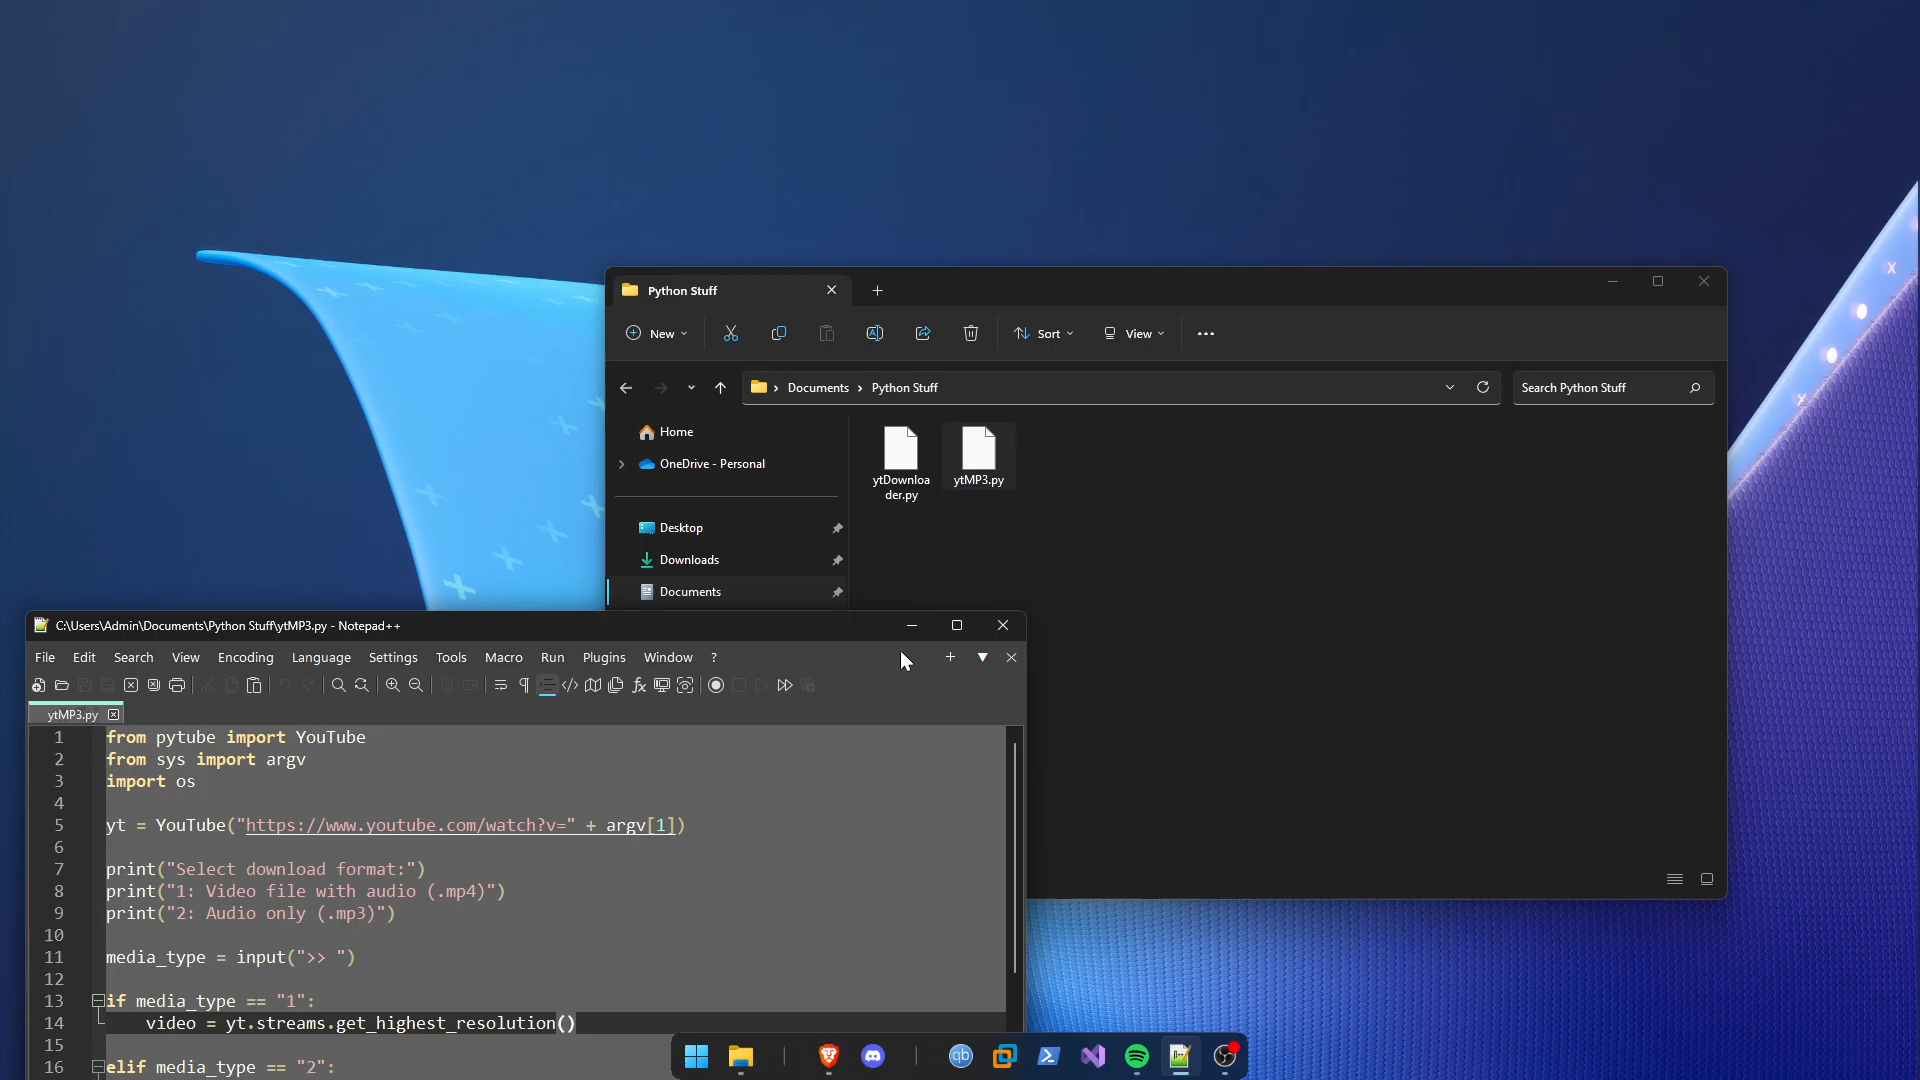 Python Stuff
New
Sort
View
Documents
Python Stuff
Search Python Stuff
Home
OneDrive - Personal
Desktop
Downloads
Documents
ytDownloa
der.py
ytMP3.py
C:\Users\Admin\Documents\Python Stuff\ytMP3.py - Notepad++
File Edit Search View Encoding Language Settings Tools Macro Run Plugins Window ?
ytMP3.py
1 from pytube import YouTube
2 from sys import argv
3 import os
4
5 yt = YouTube("https://www.youtube.com/watch?v=" + argv[1])
6
7 print("Select download format:")
8 print("1: Video file with audio (.mp4)")
9 print("2: Audio only (.mp3)")
10
11 media_type = input(">> ")
12
13 if media_type == "1":
14 video = yt.streams.get_highest_resolution()
15
16 elif media_type == "2":
qb